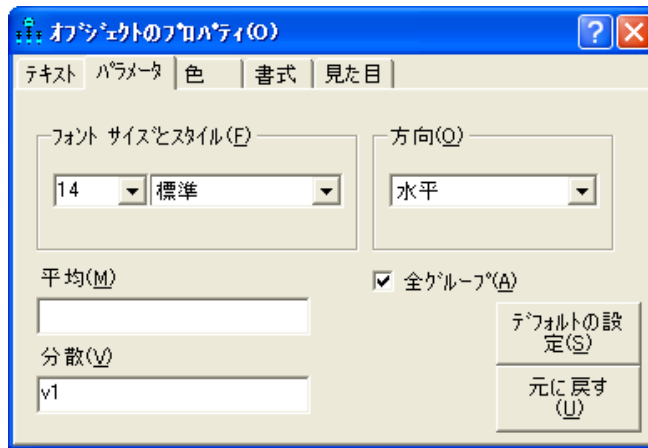 ｵﾌﾞｼﾞｪｸﾄのﾌﾟﾛﾊﾟﾃｨ(O)
テキスト ﾊﾟﾗﾒｰﾀ 色 書式 見た目
ﾌｫﾝﾄ ｻｲｽﾞとｽﾀｲﾙ(F) 方向(O)
14 標準 水平
平均(M) 全ｸﾞﾙｰﾌﾟ(A)
ﾃﾞﾌｫﾙﾄの設
定(S)
分散(V)
v1
元に戻す
(U)